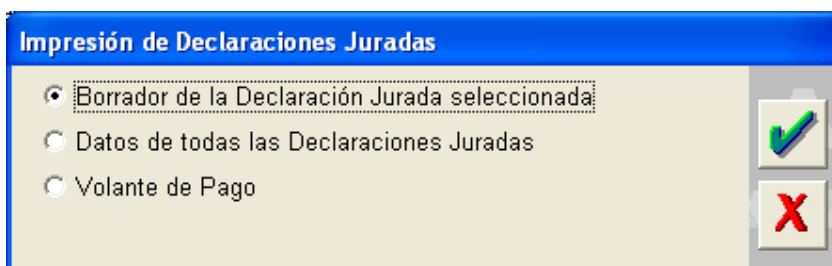 Impresión de Declaraciones Juradas
Borrador de la Declaración Jurada seleccionada
Datos de todas las Declaraciones Juradas
Volante de Pago